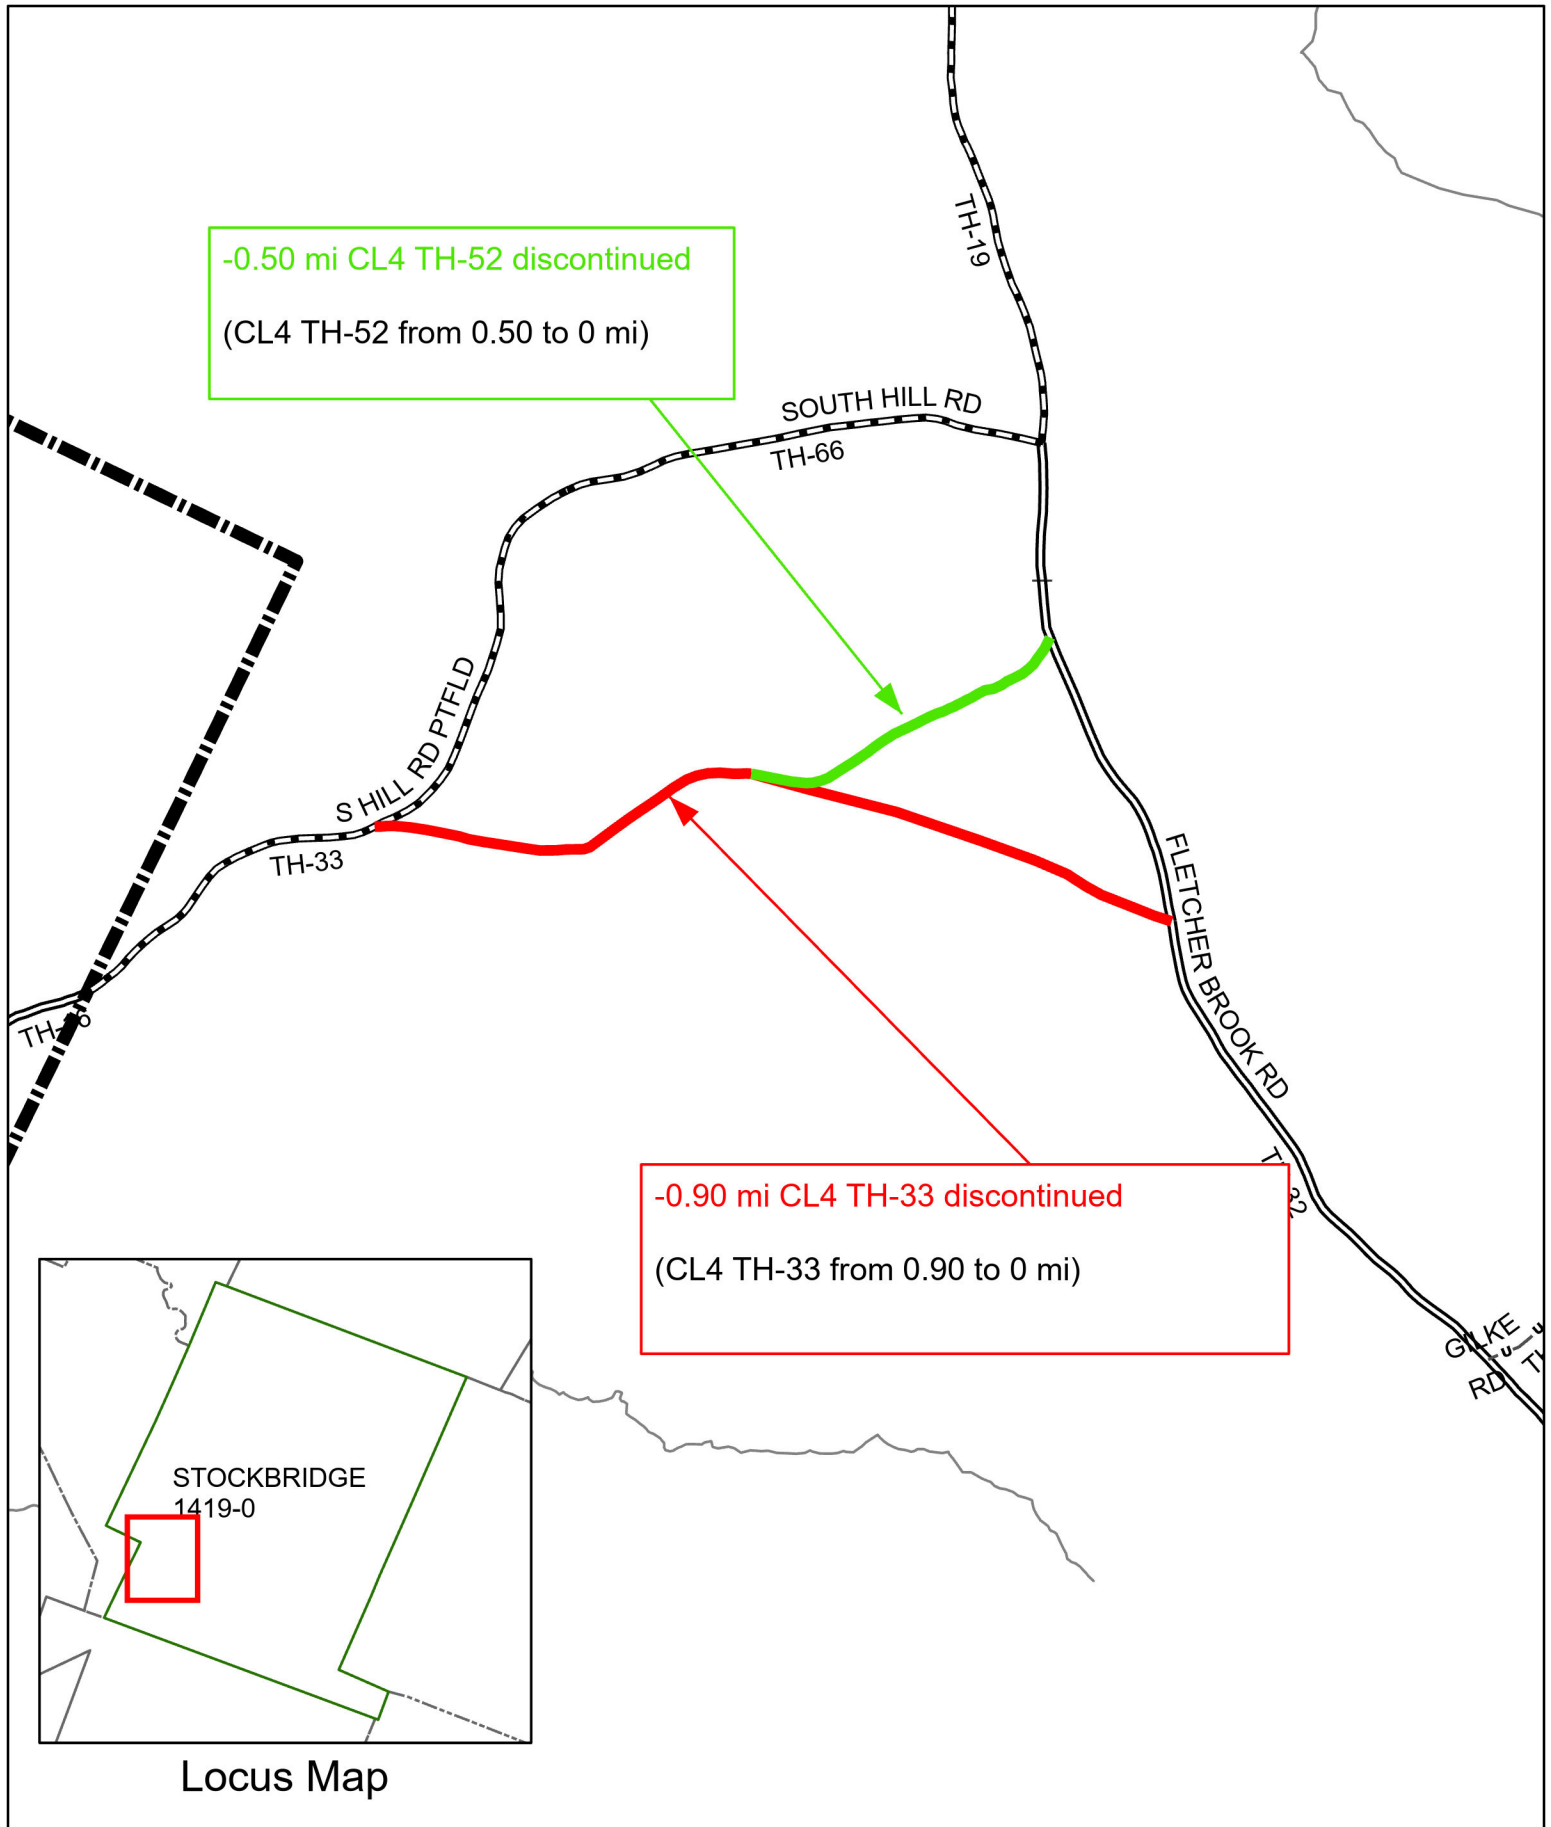 TH-19
-0.50 mi CL4 TH-52 discontinued
(CL4 TH-52 from 0.50 to 0 mi)
SOUTH HILL RD
TH-66
S HILL RD PTFLD
TH-33
FLETCHER BROOK RD
-0.90 mi CL4 TH-33 discontinued
(CL4 TH-33 from 0.90 to 0 mi)
GILKE
RD
STOCKBRIDGE
1419-0
Locus Map